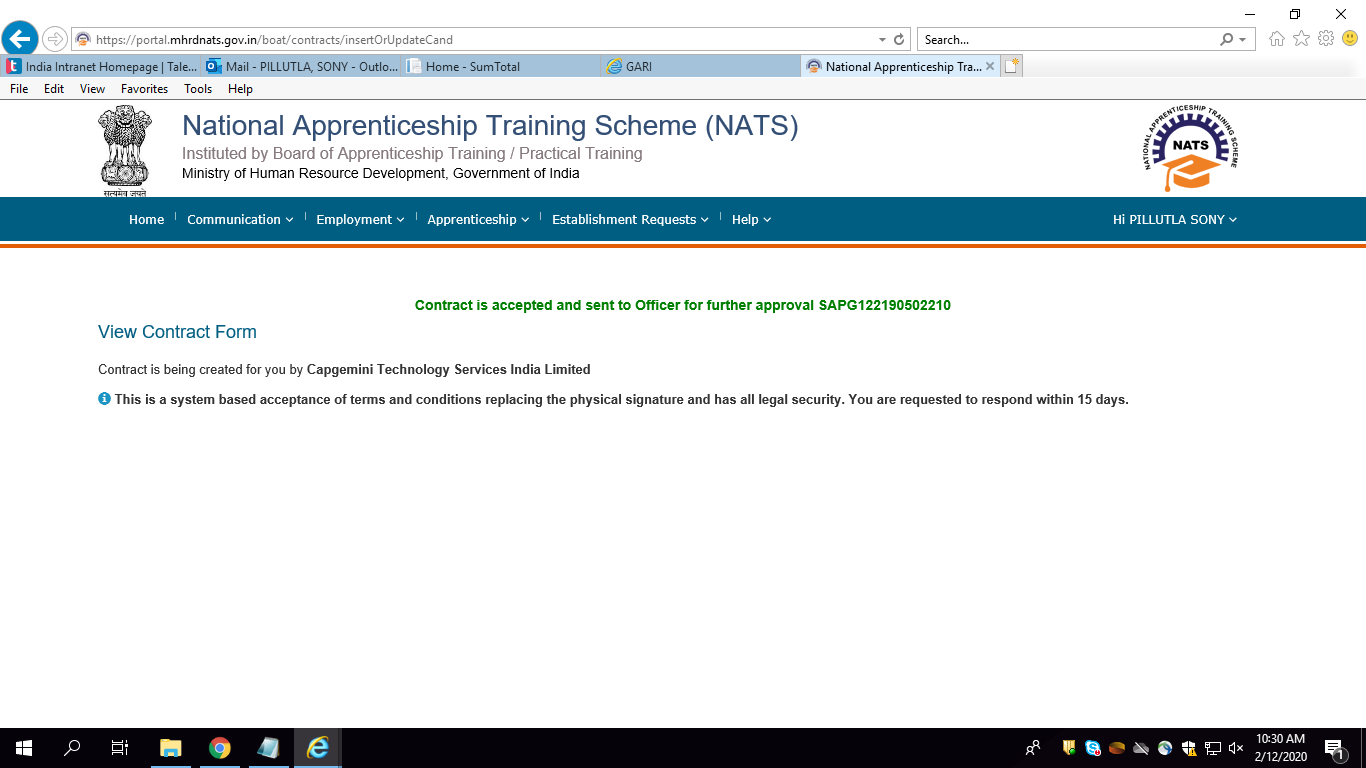 https://portal.mhrdnats.gov.in/boat/contracts/insertOrUpdateCand
Search...
India Intranet Homepage | Tale...
Mail - PILLUTLA, SONY - Outlo...
Home - SumTotal
GARI
National Apprenticeship Tra...
File Edit View Favorites Tools Help
National Apprenticeship Training Scheme (NATS)
Instituted by Board of Apprenticeship Training / Practical Training
Ministry of Human Resource Development, Government of India
सत्यमेव जयते
NATIONAL APPRENTICESHIP TRAINING SCHEME
NATS
Home Communication Employment Apprenticeship Establishment Requests Help Hi PILLUTLA SONY
Contract is accepted and sent to Officer for further approval SAPG122190502210
View Contract Form
Contract is being created for you by Capgemini Technology Services India Limited
This is a system based acceptance of terms and conditions replacing the physical signature and has all legal security. You are requested to respond within 15 days.
10:30 AM
2/12/2020
1